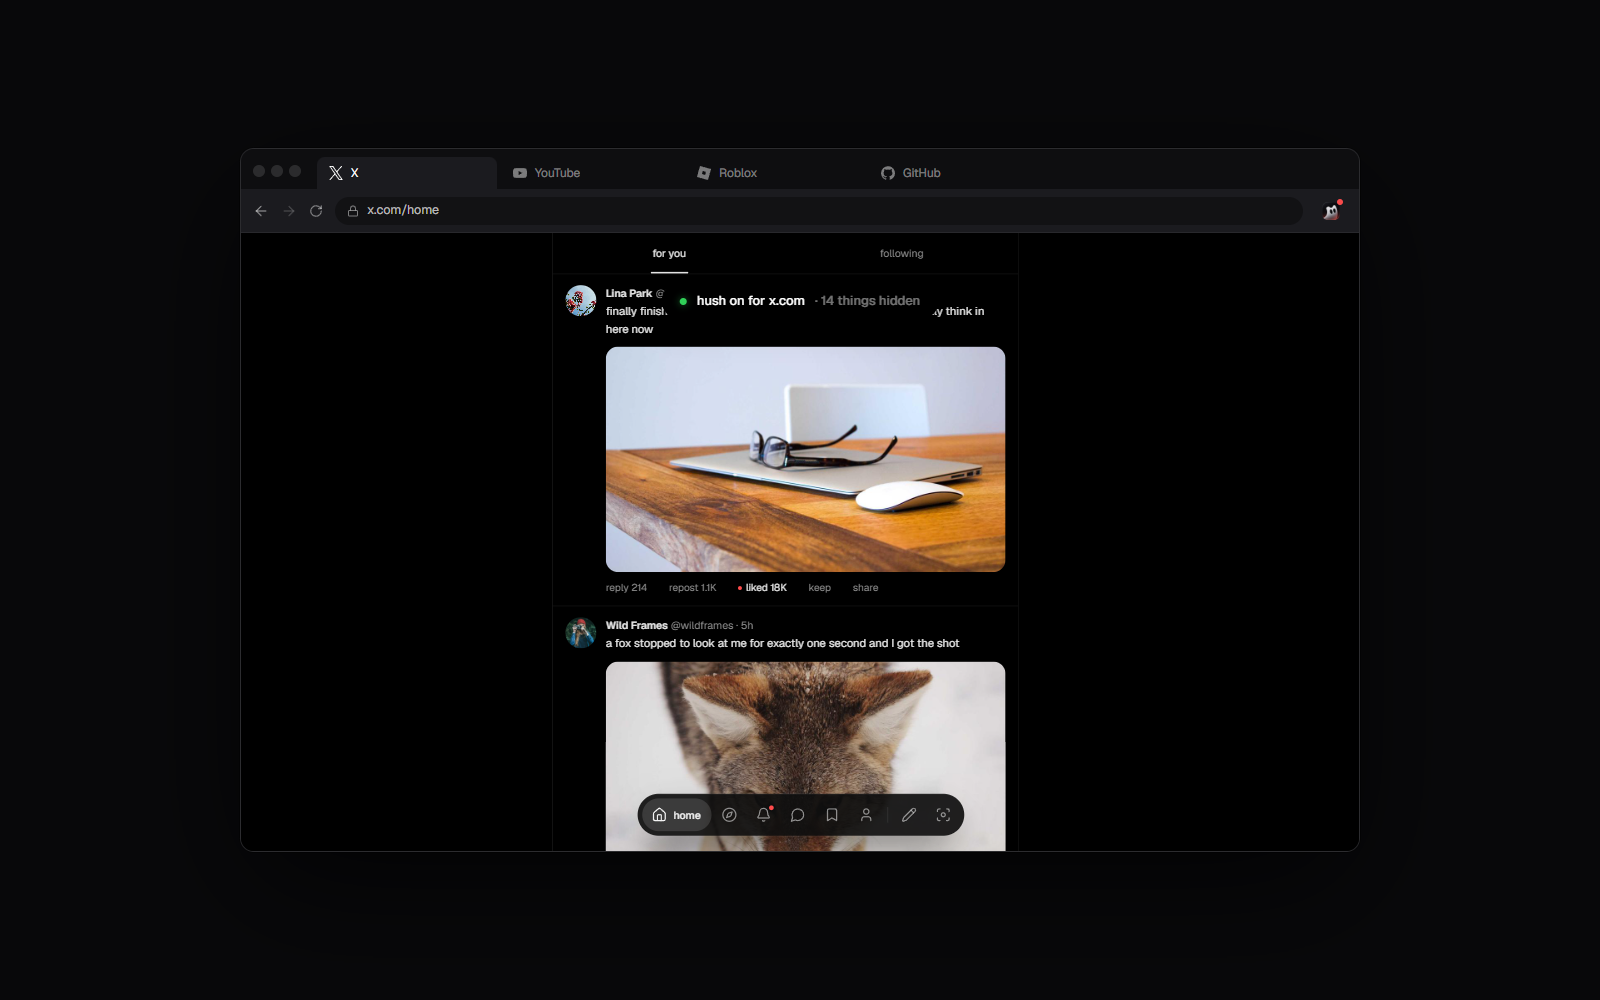 X
YouTube
Roblox
GitHub
x.com/home
for you
following
Lina Park @
hush on for x.com · 14 things hidden
finally think in
here now
reply 214
repost 1.1K
liked 18K
keep
share
Wild Frames @wildframes · 5h
a fox stopped to look at me for exactly one second and I got the shot
home